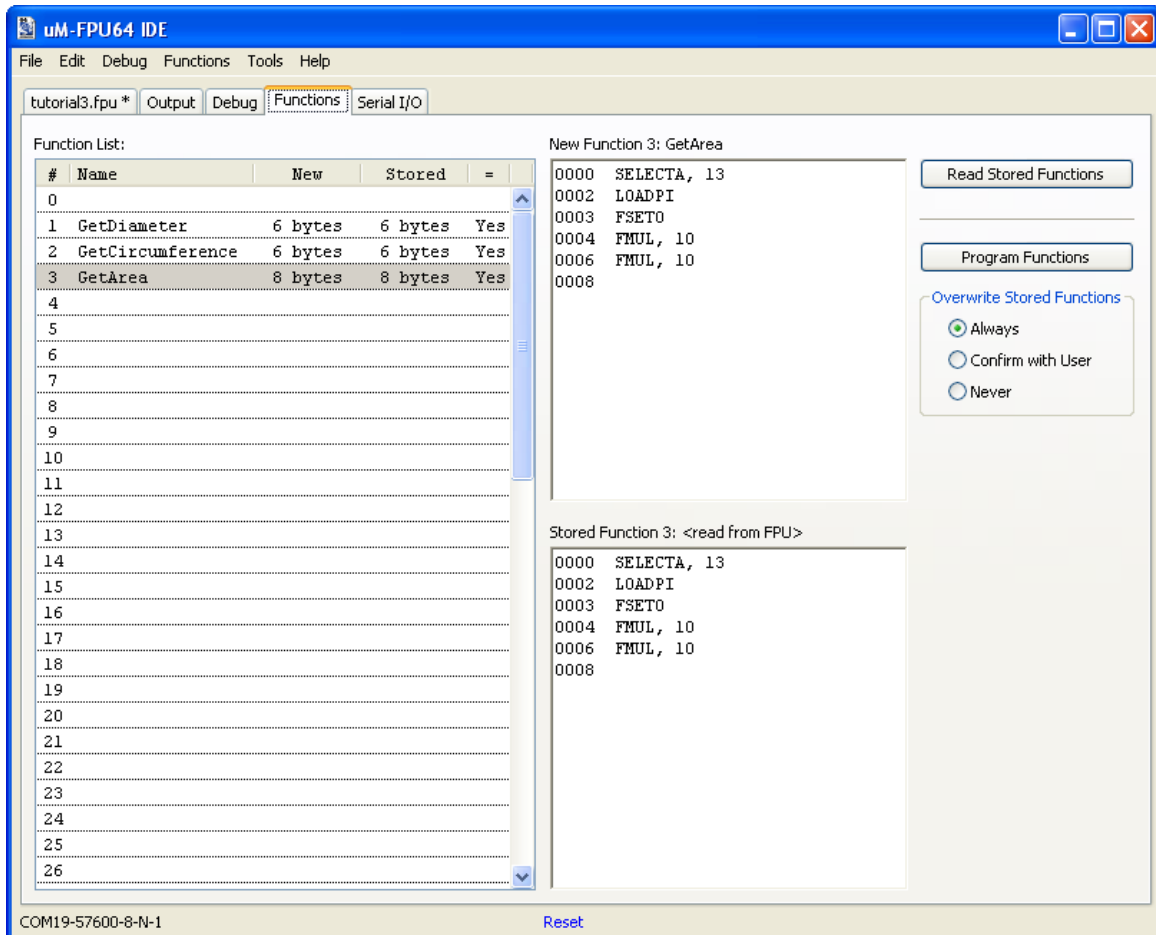 uM-FPU64 IDE
File Edit Debug Functions Tools Help
tutorial3.fpu * Output Debug Functions Serial I/O
Function List:
# Name New Stored =
0
1 GetDiameter 6 bytes 6 bytes Yes
2 GetCircumference 6 bytes 6 bytes Yes
3 GetArea 8 bytes 8 bytes Yes
4
5
6
7
8
9
10
11
12
13
14
15
16
17
18
19
20
21
22
23
24
25
26
New Function 3: GetArea
0000 SELECTA, 13
0002 LOADPI
0003 FSET0
0004 FMUL, 10
0006 FMUL, 10
0008
Stored Function 3: <read from FPU>
0000 SELECTA, 13
0002 LOADPI
0003 FSET0
0004 FMUL, 10
0006 FMUL, 10
0008
Read Stored Functions
Program Functions
Overwrite Stored Functions
Always
Confirm with User
Never
COM19-57600-8-N-1
Reset